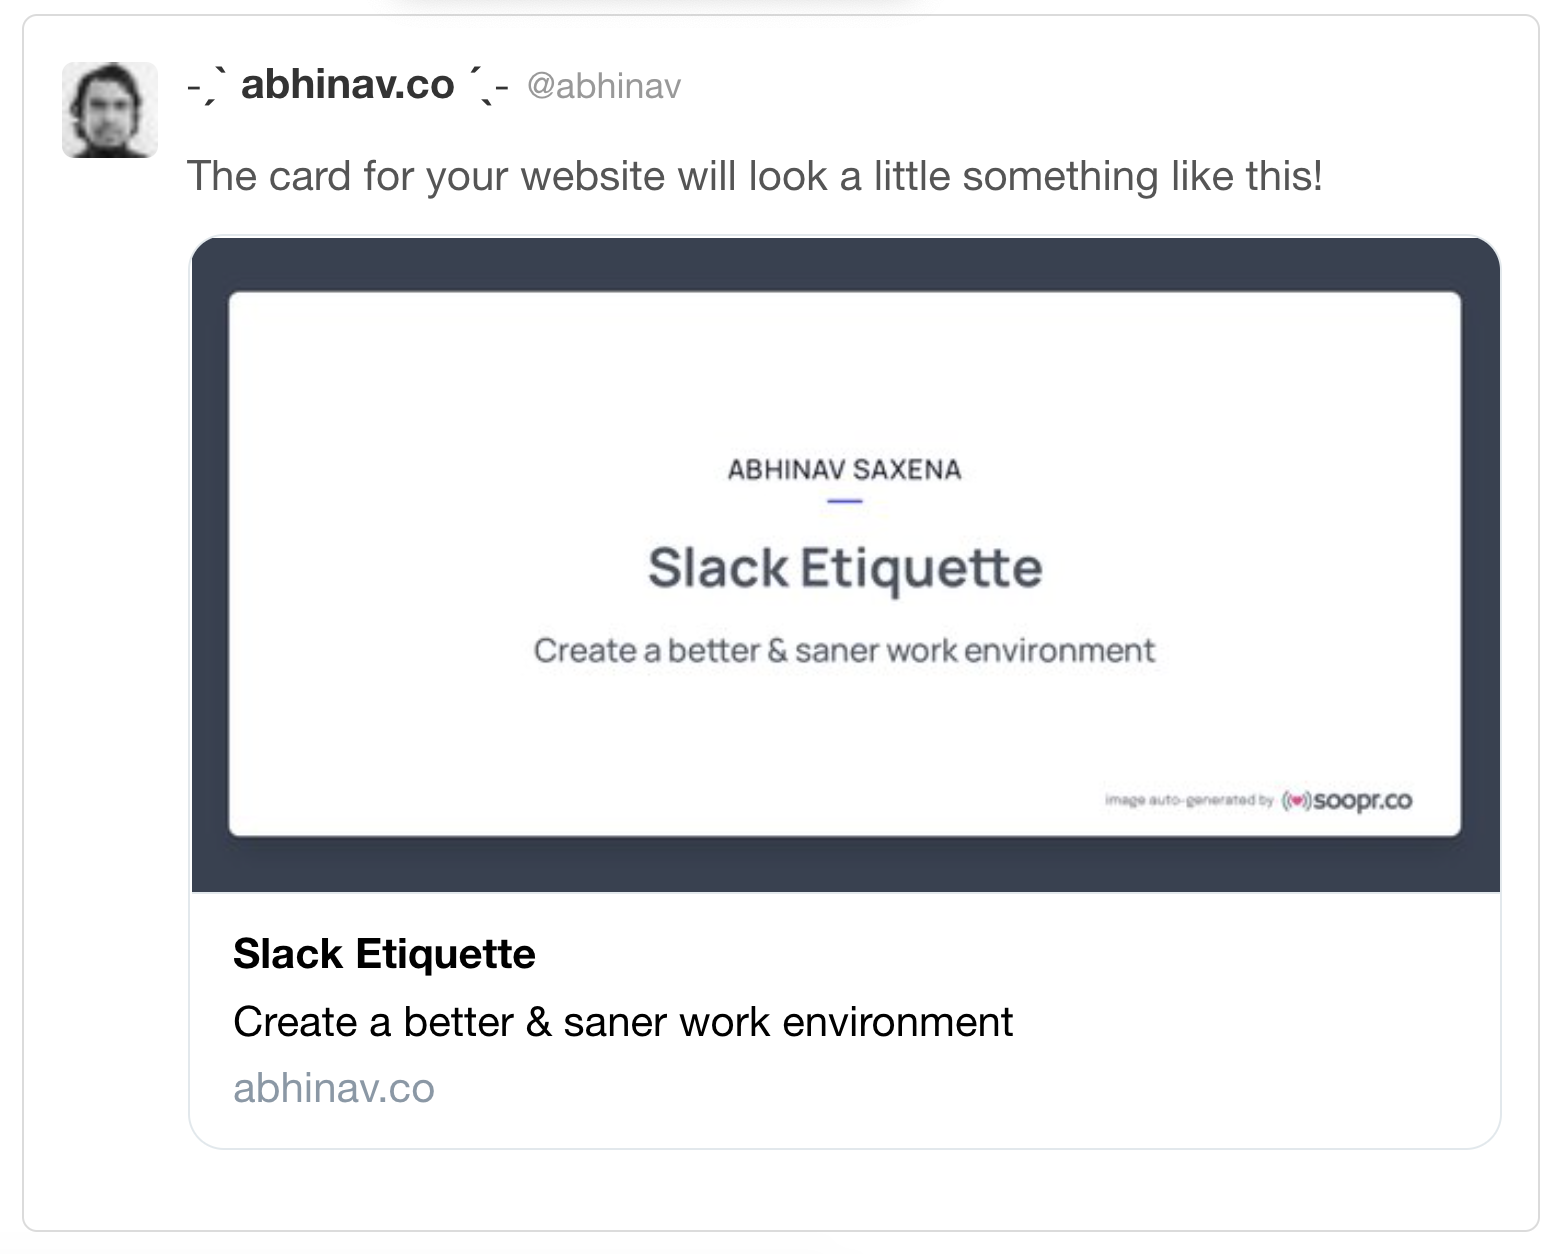 -ˏˋ abhinav.co ˊˎ- @abhinav
The card for your website will look a little something like this!
ABHINAV SAXENA
Slack Etiquette
Create a better & saner work environment
image auto-generated by soopr.co
Slack Etiquette
Create a better & saner work environment
abhinav.co